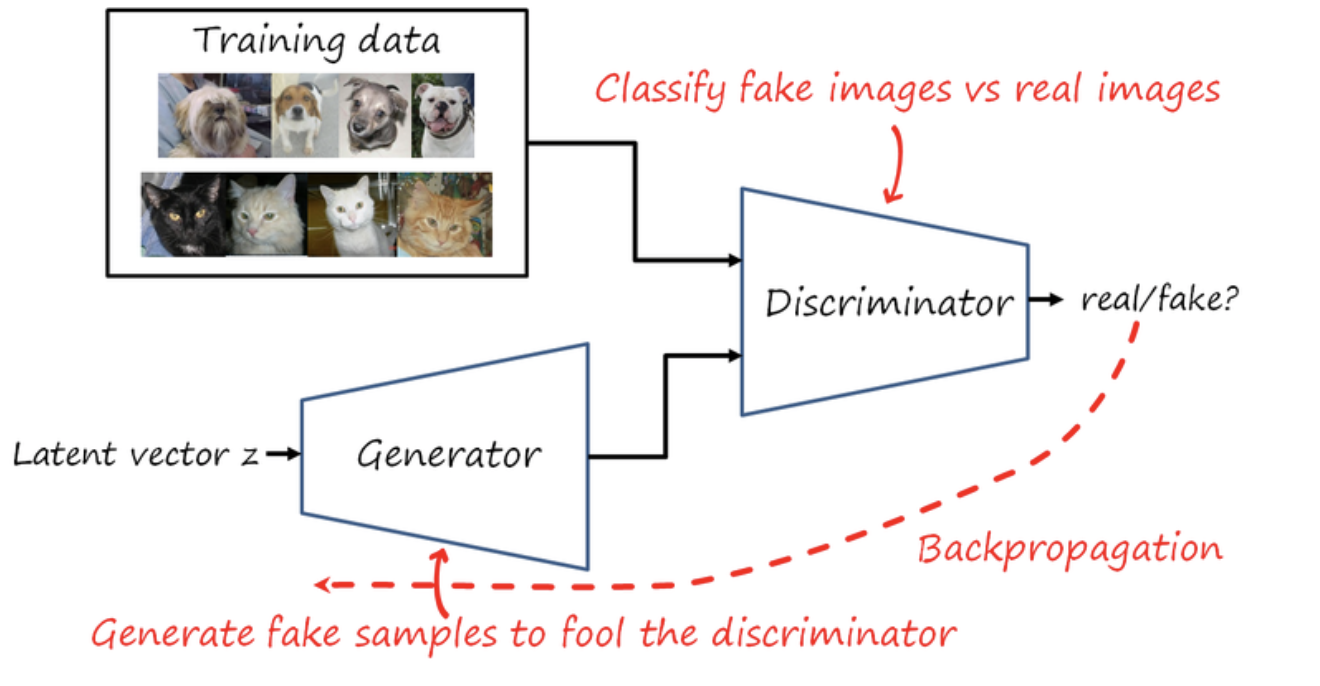 Training data
Classify fake images vs real images
Discriminator
real/fake?
Latent vector z
Generator
Backpropagation
Generate fake samples to fool the discriminator